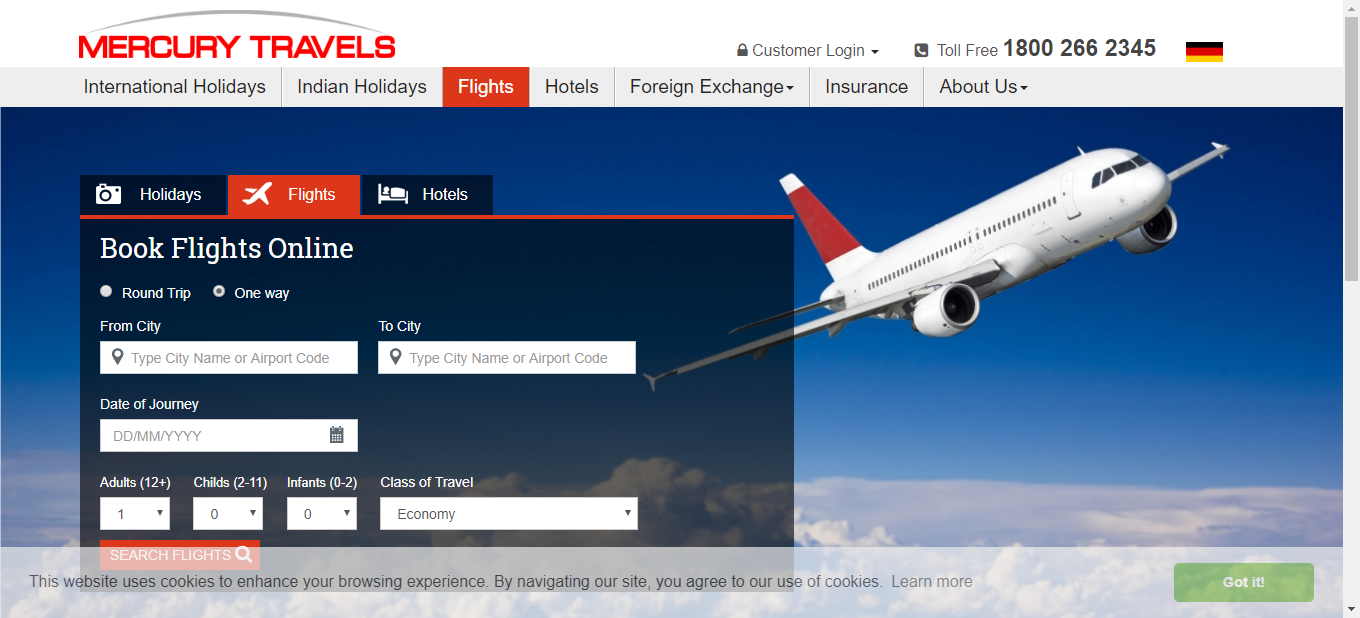 MERCURY TRAVELS
Customer Login
Toll Free 1800 266 2345
International Holidays Indian Holidays Flights Hotels Foreign Exchange Insurance About Us
Holidays Flights Hotels
Book Flights Online
Round Trip One way
From City To City
Type City Name or Airport Code Type City Name or Airport Code
Date of Journey
DD/MM/YYYY
Adults (12+) Childs (2-11) Infants (0-2) Class of Travel
1 0 0 Economy
SEARCH FLIGHTS
This website uses cookies to enhance your browsing experience. By navigating our site, you agree to our use of cookies. Learn more
Got it!